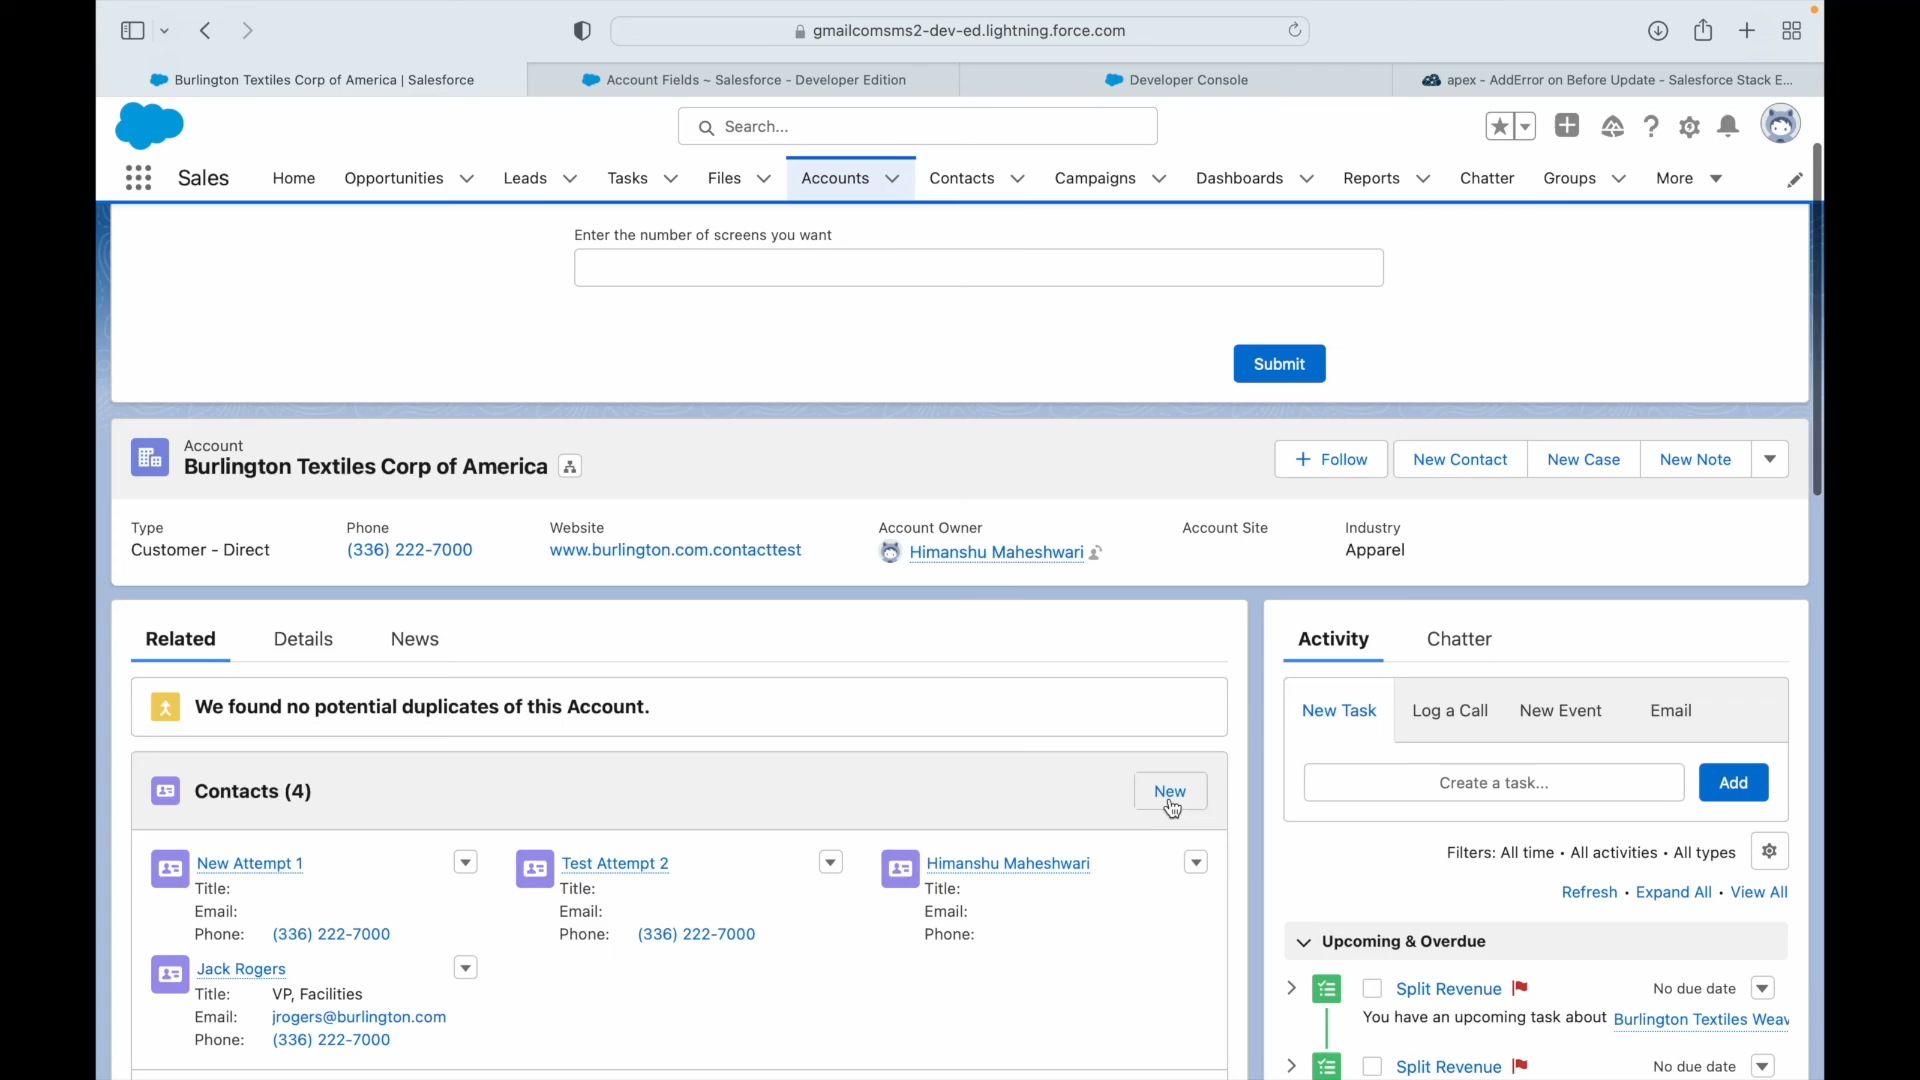 gmailcomsms2-dev-ed.lightning.force.com
Burlington Textiles Corp of America | Salesforce
Account Fields ~ Salesforce - Developer Edition
Developer Console
apex - AddError on Before Update - Salesforce Stack E...
Search...
Sales
Home
Opportunities
Leads
Tasks
Files
Accounts
Contacts
Campaigns
Dashboards
Reports
Chatter
Groups
More
Enter the number of screens you want
Submit
Account
Burlington Textiles Corp of America
Follow
New Contact
New Case
New Note
Type
Customer - Direct
Phone
(336) 222-7000
Website
www.burlington.com.contacttest
Account Owner
Himanshu Maheshwari
Account Site
Industry
Apparel
Related
Details
News
We found no potential duplicates of this Account.
Contacts (4)
New
New Attempt 1
Title:
Email:
Phone: (336) 222-7000
Test Attempt 2
Title:
Email:
Phone: (336) 222-7000
Himanshu Maheshwari
Title:
Email:
Phone:
Jack Rogers
Title: VP, Facilities
Email: jrogers@burlington.com
Phone: (336) 222-7000
Activity
Chatter
New Task
Log a Call
New Event
Email
Create a task...
Add
Filters: All time • All activities • All types
Refresh • Expand All • View All
Upcoming & Overdue
Split Revenue
No due date
You have an upcoming task about Burlington Textiles Weav
Split Revenue
No due date